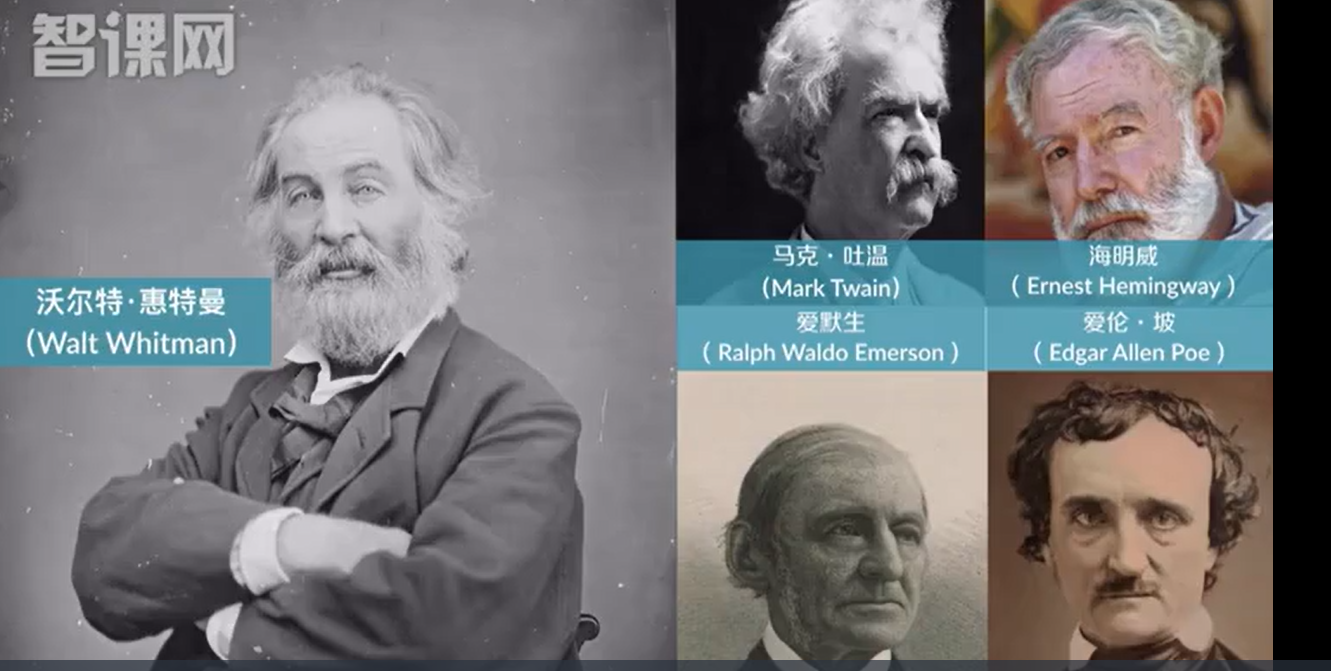 智课网
沃尔特·惠特曼
(Walt Whitman)
马克·吐温
(Mark Twain)
海明威
( Ernest Hemingway )
爱默生
( Ralph Waldo Emerson )
爱伦·坡
( Edgar Allen Poe )